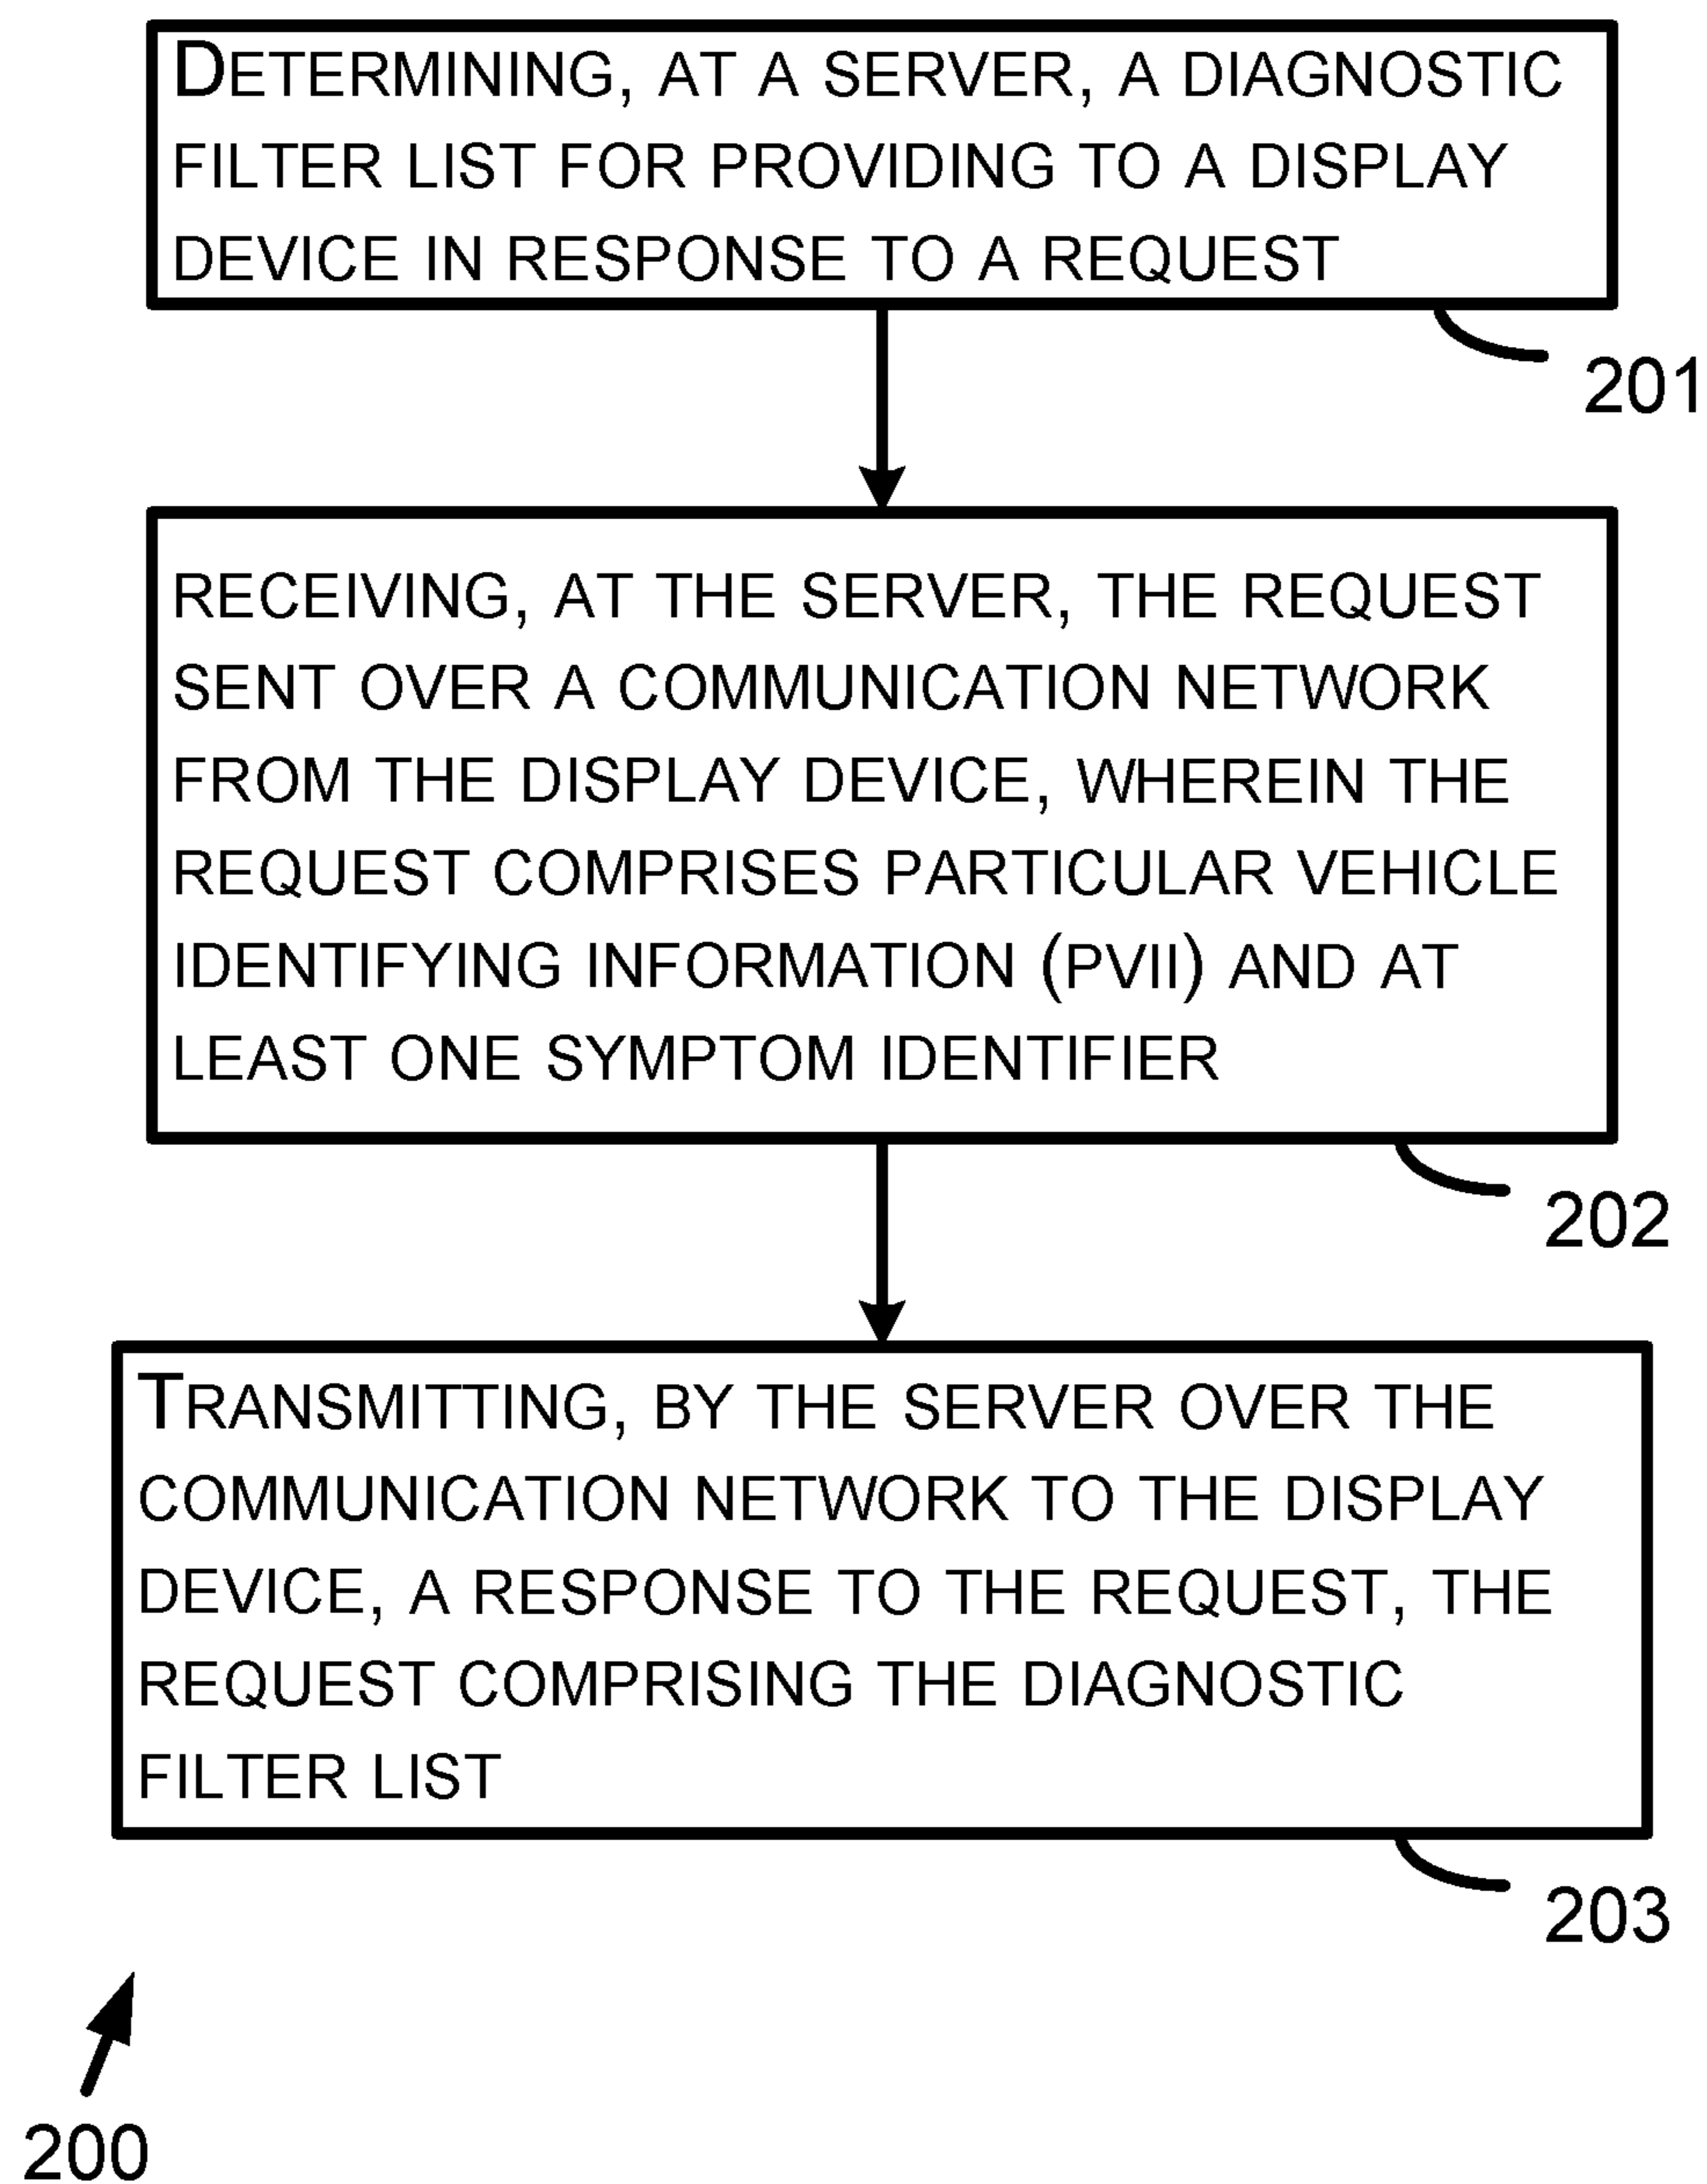 DETERMINING, AT A SERVER, A DIAGNOSTIC
FILTER LIST FOR PROVIDING TO A DISPLAY
DEVICE IN RESPONSE TO A REQUEST
201
RECEIVING, AT THE SERVER, THE REQUEST
SENT OVER A COMMUNICATION NETWORK
FROM THE DISPLAY DEVICE, WHEREIN THE
REQUEST COMPRISES PARTICULAR VEHICLE
IDENTIFYING INFORMATION (PVII) AND AT
LEAST ONE SYMPTOM IDENTIFIER
202
TRANSMITTING, BY THE SERVER OVER THE
COMMUNICATION NETWORK TO THE DISPLAY
DEVICE, A RESPONSE TO THE REQUEST, THE
REQUEST COMPRISING THE DIAGNOSTIC
FILTER LIST
203
200